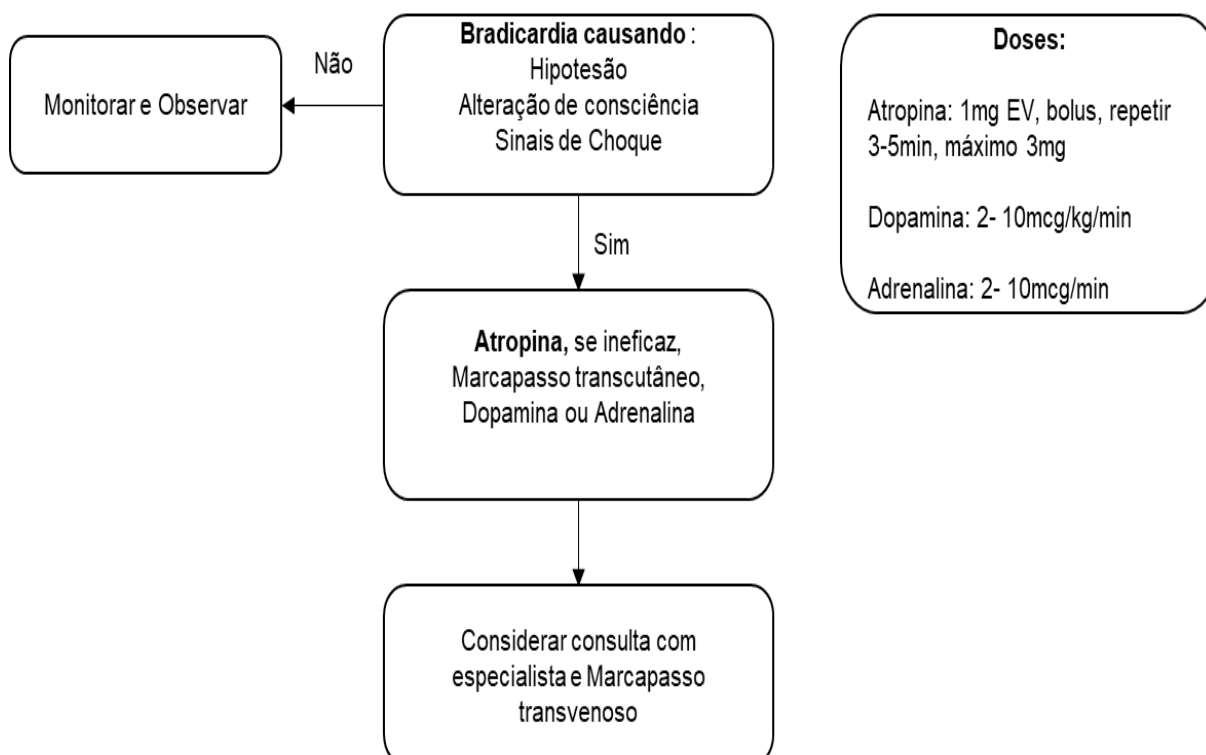 Bradicardia causando :
Hipotesão
Alteração de consciência
Sinais de Choque
Não
Monitorar e Observar
Sim
Atropina, se ineficaz,
Marcapasso transcutâneo,
Dopamina ou Adrenalina
Considerar consulta com
especialista e Marcapasso
transvenoso
Doses:
Atropina: 1mg EV, bolus, repetir
3-5min, máximo 3mg
Dopamina: 2- 10mcg/kg/min
Adrenalina: 2- 10mcg/min